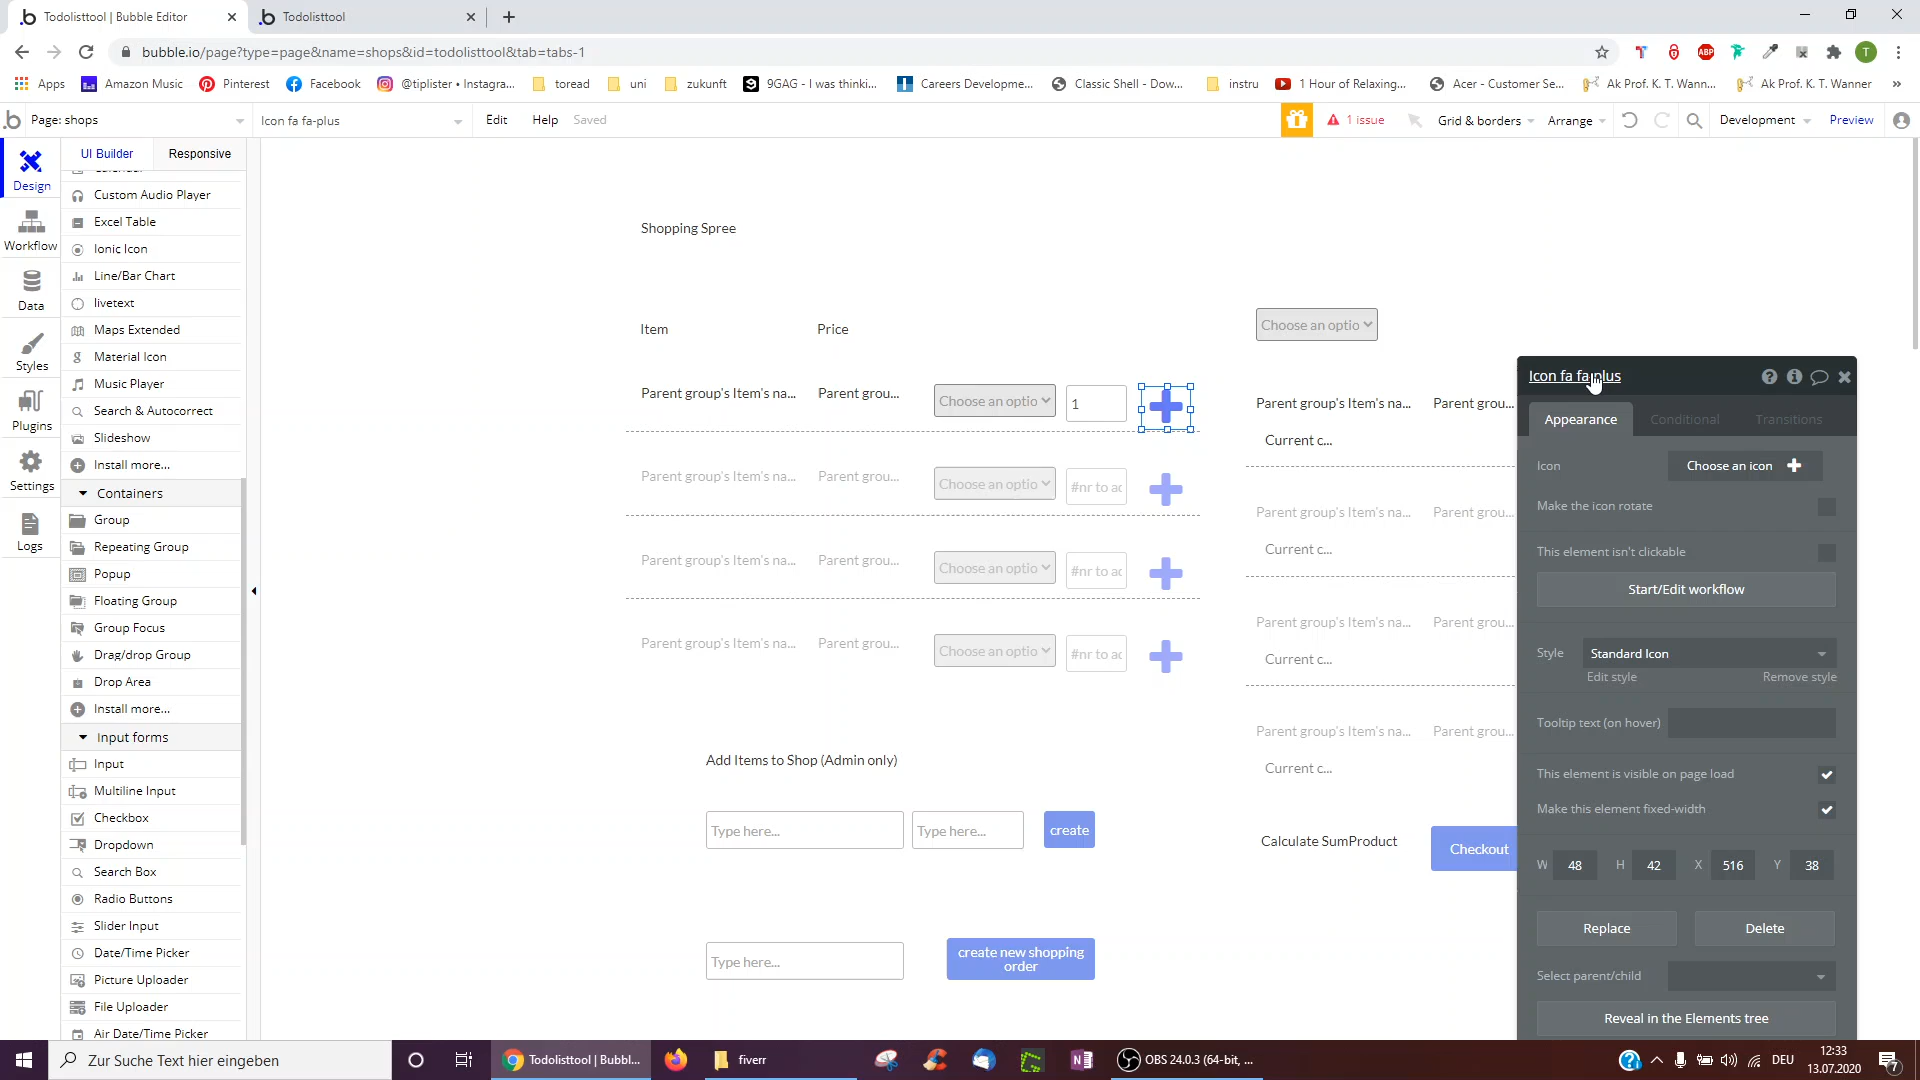 Todolisttool | Bubble Editor
Todolisttool
bubble.io/page?type=page&name=shops&id=todolisttool&tab=tabs-1
T
Apps
Amazon Music
Pinterest
Facebook
@tiplister • Instagra...
toread
uni
zukunft
9GAG - I was thinki...
Careers Developme...
Classic Shell - Dow...
instru
1 Hour of Relaxing...
Acer - Customer Se...
Ak Prof. K. T. Wann...
Ak Prof. K. T. Wanner
Page: shops
Icon fa fa-plus
Edit
Help
Saved
1 issue
Grid & borders
Arrange
Development
Preview
Design
Workflow
Data
Styles
Plugins
Settings
Logs
UI Builder
Responsive
Custom Audio Player
Excel Table
Ionic Icon
Line/Bar Chart
livetext
Maps Extended
Material Icon
Music Player
Search & Autocorrect
Slideshow
Install more...
Containers
Group
Repeating Group
Popup
Floating Group
Group Focus
Drag/drop Group
Drop Area
Install more...
Input forms
Input
Multiline Input
Checkbox
Dropdown
Search Box
Radio Buttons
Slider Input
Date/Time Picker
Picture Uploader
File Uploader
Air Date/Time Picker
Shopping Spree
Item
Price
Parent group's Item's na...
Parent grou...
Choose an optio
1
Parent group's Item's na...
Parent grou...
Choose an optio
#nr to ac
Parent group's Item's na...
Parent grou...
Choose an optio
#nr to ac
Parent group's Item's na...
Parent grou...
Choose an optio
#nr to ac
Add Items to Shop (Admin only)
Type here...
Type here...
create
Type here...
create new shopping
order
Choose an optio
Parent group's Item's na...
Parent grou...
Current c...
Parent group's Item's na...
Parent grou...
Current c...
Parent group's Item's na...
Parent grou...
Current c...
Parent group's Item's na...
Parent grou...
Current c...
Calculate SumProduct
Checkout
Icon fa fa-plus
Appearance
Conditional
Transitions
Icon
Choose an icon
Make the icon rotate
This element isn't clickable
Start/Edit workflow
Style
Standard Icon
Edit style
Remove style
Tooltip text (on hover)
This element is visible on page load
Make this element fixed-width
W 48 H 42 X 516 Y 38
Replace
Delete
Select parent/child
Reveal in the Elements tree
Zur Suche Text hier eingeben
Todolisttool | Bubbl...
fiverr
OBS 24.0.3 (64-bit, ...
DEU
12:33
13.07.2020
7